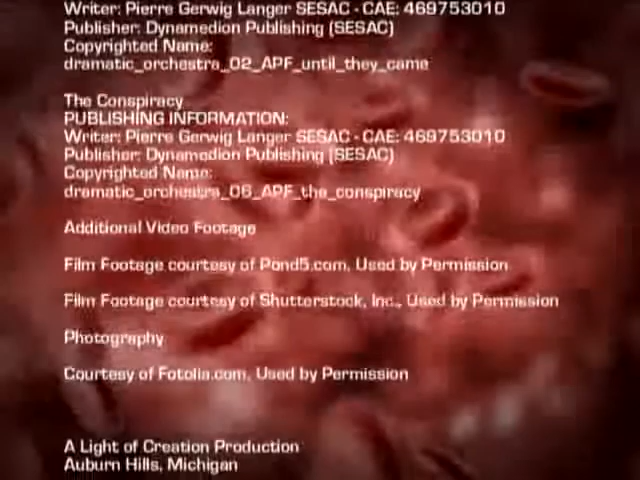 Writer: Pierre Gerwig Langer SESAC - CAE: 469753010
Publisher: Dynamedion Publishing (SESAC)
Copyrighted Name:
dramatic_orchestra_02_APF_until_they_came
The Conspiracy
PUBLISHING INFORMATION:
Writer: Pierre Gerwig Langer SESAC - CAE: 469753010
Publisher: Dynamedion Publishing (SESAC)
Copyrighted Name:
dramatic_orchestra_06_APF_the_conspiracy
Additional Video Footage
Film Footage courtesy of Pond5.com, Used by Permission
Film Footage courtesy of Shutterstock, Inc., Used by Permission
Photography
Courtesy of Fotolia.com, Used by Permission
A Light of Creation Production
Auburn Hills, Michigan